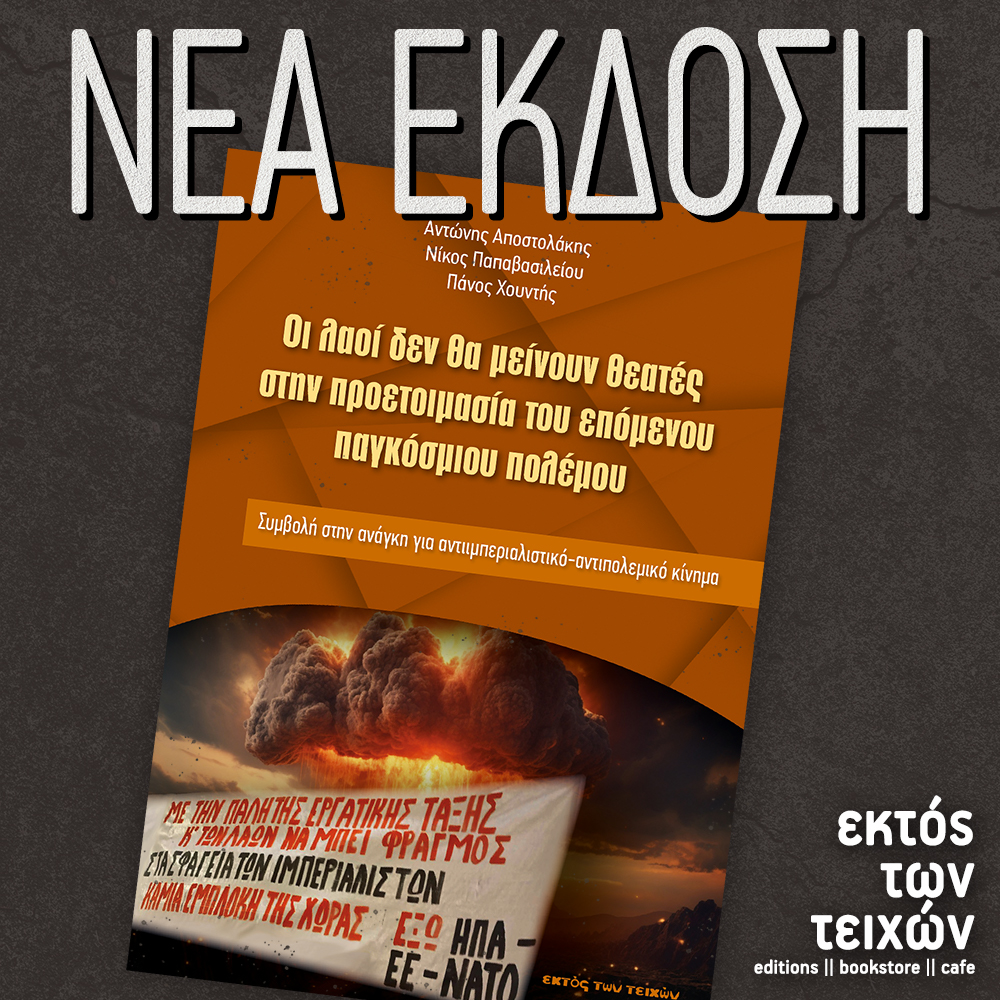 ΝΕΑ ΕΚΔΟΣΗ
Αντώνης Αποστολάκης
Νίκος Παπαβασιλείου
Πάνος Χουντής
Οι λαοί δεν θα μείνουν θεατές
στην προετοιμασία του επόμενου
παγκόσμιου πολέμου
Συμβολή στην ανάγκη για αντιιμπεριαλιστικό-αντιπολεμικό κίνημα
ΜΕ ΤΗΝ ΠΑΛΗ ΤΗΣ ΕΡΓΑΤΙΚΗΣ ΤΑΞΗΣ
Κ' ΤΩΝ ΛΑΩΝ ΝΑ ΜΠΕΙ ΦΡΑΓΜΟΣ
ΣΤΑ ΣΦΑΓΕΙΑ ΤΩΝ ΙΜΠΕΡΙΑΛΙΣΤΩΝ
ΚΑΜΙΑ ΕΜΠΛΟΚΗ ΤΗΣ ΧΩΡΑΣ
ΕΞΩ ΗΠΑ -
ΕΕ - ΝΑΤΟ
εκτός των τειχών
εκτός
των
τειχών
editions || bookstore || cafe